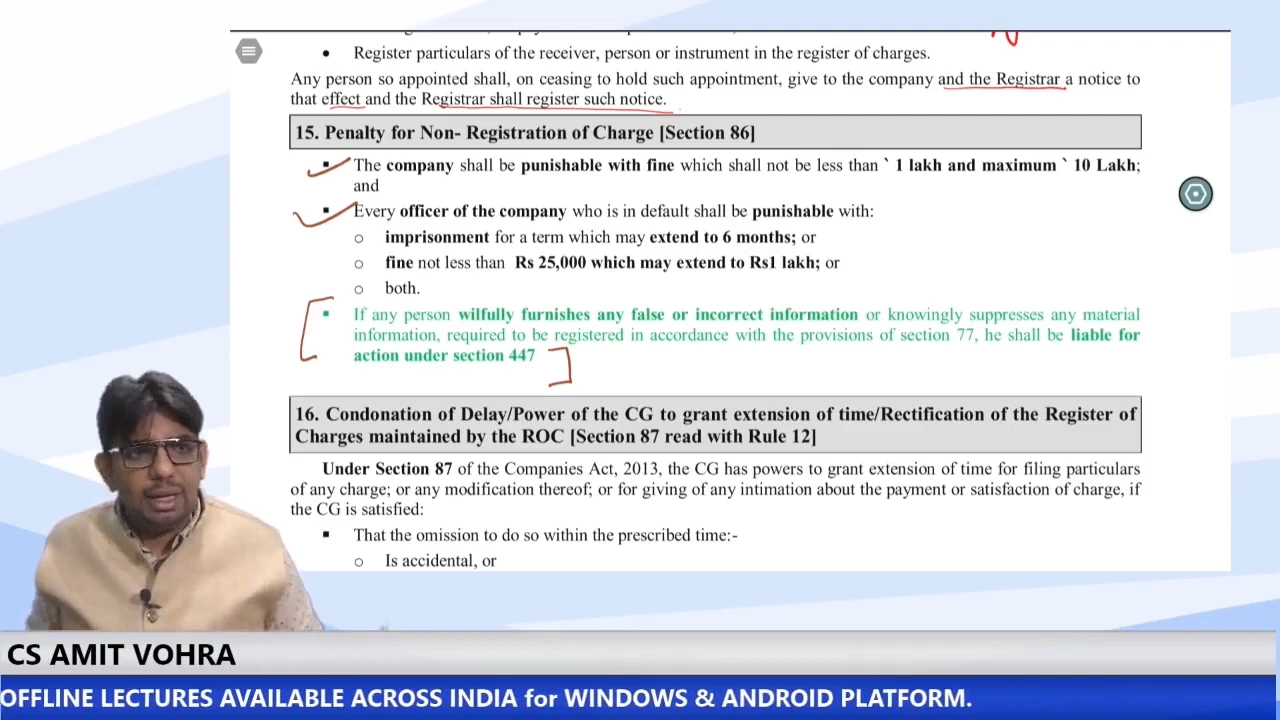 • Register particulars of the receiver, person or instrument in the register of charges.
Any person so appointed shall, on ceasing to hold such appointment, give to the company and the Registrar a notice to
that effect and the Registrar shall register such notice.
15. Penalty for Non- Registration of Charge [Section 86]
▪ The company shall be punishable with fine which shall not be less than ` 1 lakh and maximum ` 10 Lakh;
and
▪ Every officer of the company who is in default shall be punishable with:
o imprisonment for a term which may extend to 6 months; or
o fine not less than Rs 25,000 which may extend to Rs1 lakh; or
o both.
▪ If any person wilfully furnishes any false or incorrect information or knowingly suppresses any material
information, required to be registered in accordance with the provisions of section 77, he shall be liable for
action under section 447
16. Condonation of Delay/Power of the CG to grant extension of time/Rectification of the Register of
Charges maintained by the ROC [Section 87 read with Rule 12]
Under Section 87 of the Companies Act, 2013, the CG has powers to grant extension of time for filing particulars
of any charge; or any modification thereof; or for giving of any intimation about the payment or satisfaction of charge, if
the CG is satisfied:
▪ That the omission to do so within the prescribed time:-
o Is accidental, or
CS AMIT VOHRA
OFFLINE LECTURES AVAILABLE ACROSS INDIA for WINDOWS & ANDROID PLATFORM.